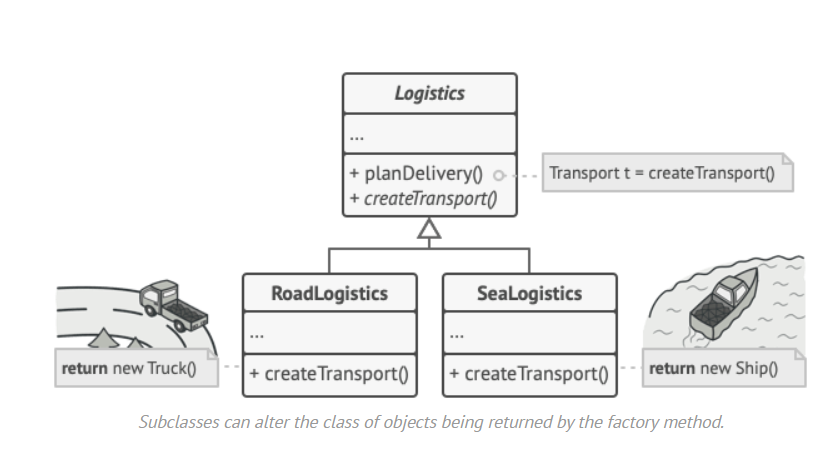 Logistics
...
+ planDelivery()
+ createTransport()
Transport t = createTransport()
RoadLogistics
...
+ createTransport()
SeaLogistics
...
+ createTransport()
return new Truck()
return new Ship()
Subclasses can alter the class of objects being returned by the factory method.